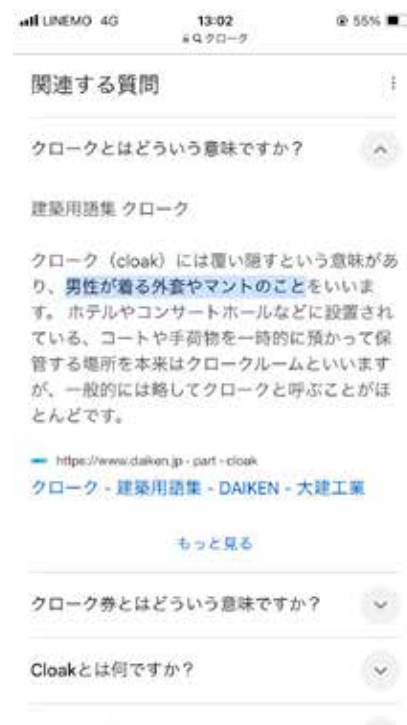 LINEMO 4G 13:02 55%
クローク
関連する質問
クロークとはどういう意味ですか?
建築用語集 クローク
クローク（cloak）には覆い隠すという意味があ
り、男性が着る外套やマントのことをいいま
す。 ホテルやコンサートホールなどに設置され
ている、コートや手荷物を一時的に預かって保
管する場所を本来はクロークルームといいます
が、一般的には略してクロークと呼ぶことがほ
とんどです。
https://www.daiken.jp › part › cloak
クローク - 建築用語集 - DAIKEN - 大建工業
もっと見る
クローク券とはどういう意味ですか?
Cloakとは何ですか?